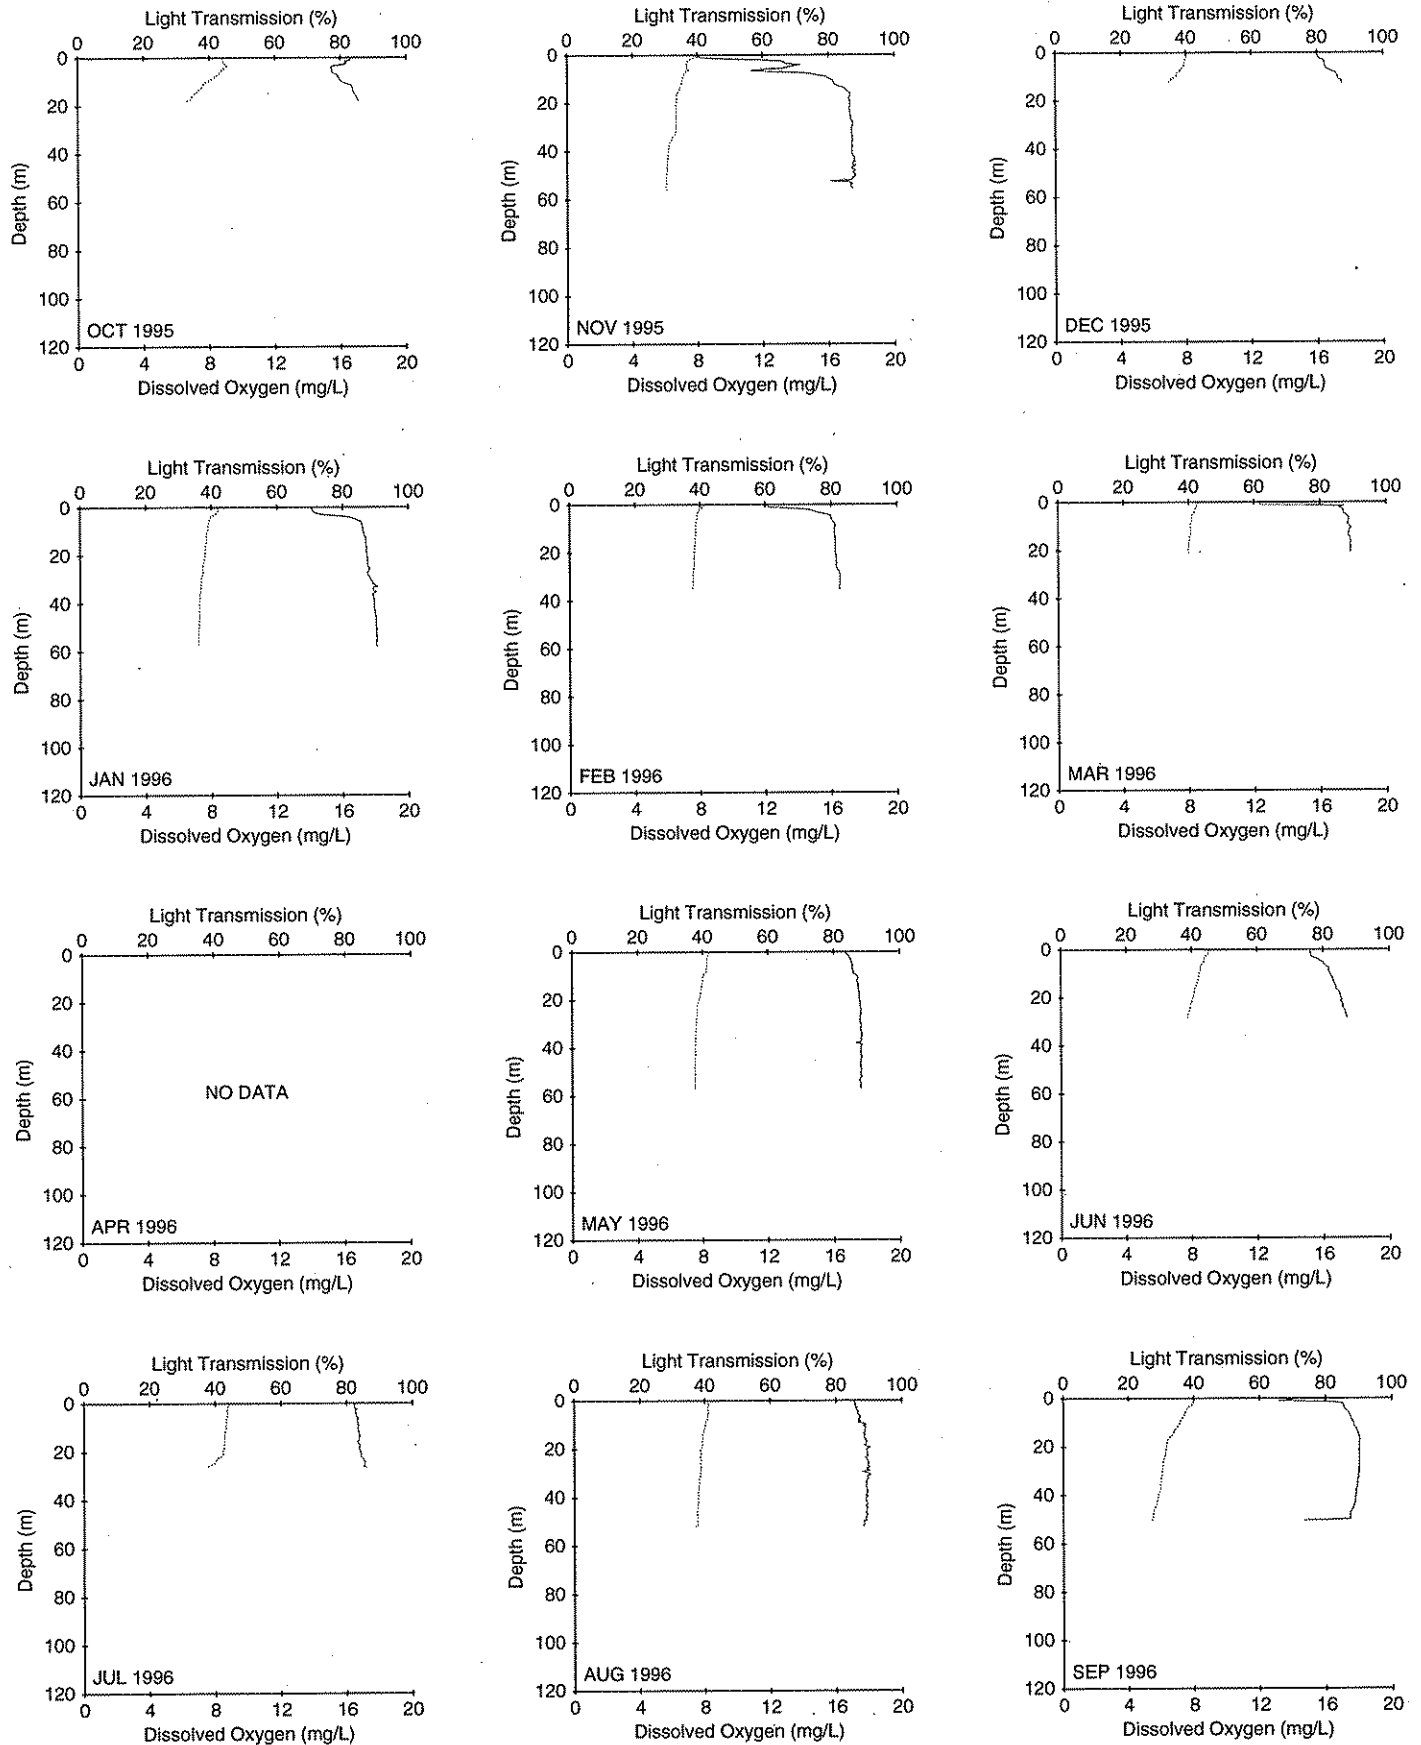 Light Transmission (%)
0 20 40 60 80 100
0
20
40
60
80
100
120
Depth (m)
OCT 1995
0 4 8 12 16 20
Dissolved Oxygen (mg/L)
Light Transmission (%)
0 20 40 60 80 100
0
20
40
60
80
100
120
Depth (m)
NOV 1995
0 4 8 12 16 20
Dissolved Oxygen (mg/L)
Light Transmission (%)
0 20 40 60 80 100
0
20
40
60
80
100
120
Depth (m)
DEC 1995
0 4 8 12 16 20
Dissolved Oxygen (mg/L)
Light Transmission (%)
0 20 40 60 80 100
0
20
40
60
80
100
120
Depth (m)
JAN 1996
0 4 8 12 16 20
Dissolved Oxygen (mg/L)
Light Transmission (%)
0 20 40 60 80 100
0
20
40
60
80
100
120
Depth (m)
FEB 1996
0 4 8 12 16 20
Dissolved Oxygen (mg/L)
Light Transmission (%)
0 20 40 60 80 100
0
20
40
60
80
100
120
Depth (m)
MAR 1996
0 4 8 12 16 20
Dissolved Oxygen (mg/L)
Light Transmission (%)
0 20 40 60 80 100
0
20
40
60
80
100
120
Depth (m)
NO DATA
APR 1996
0 4 8 12 16 20
Dissolved Oxygen (mg/L)
Light Transmission (%)
0 20 40 60 80 100
0
20
40
60
80
100
120
Depth (m)
MAY 1996
0 4 8 12 16 20
Dissolved Oxygen (mg/L)
Light Transmission (%)
0 20 40 60 80 100
0
20
40
60
80
100
120
Depth (m)
JUN 1996
0 4 8 12 16 20
Dissolved Oxygen (mg/L)
Light Transmission (%)
0 20 40 60 80 100
0
20
40
60
80
100
120
Depth (m)
JUL 1996
0 4 8 12 16 20
Dissolved Oxygen (mg/L)
Light Transmission (%)
0 20 40 60 80 100
0
20
40
60
80
100
120
Depth (m)
AUG 1996
0 4 8 12 16 20
Dissolved Oxygen (mg/L)
Light Transmission (%)
0 20 40 60 80 100
0
20
40
60
80
100
120
Depth (m)
SEP 1996
0 4 8 12 16 20
Dissolved Oxygen (mg/L)